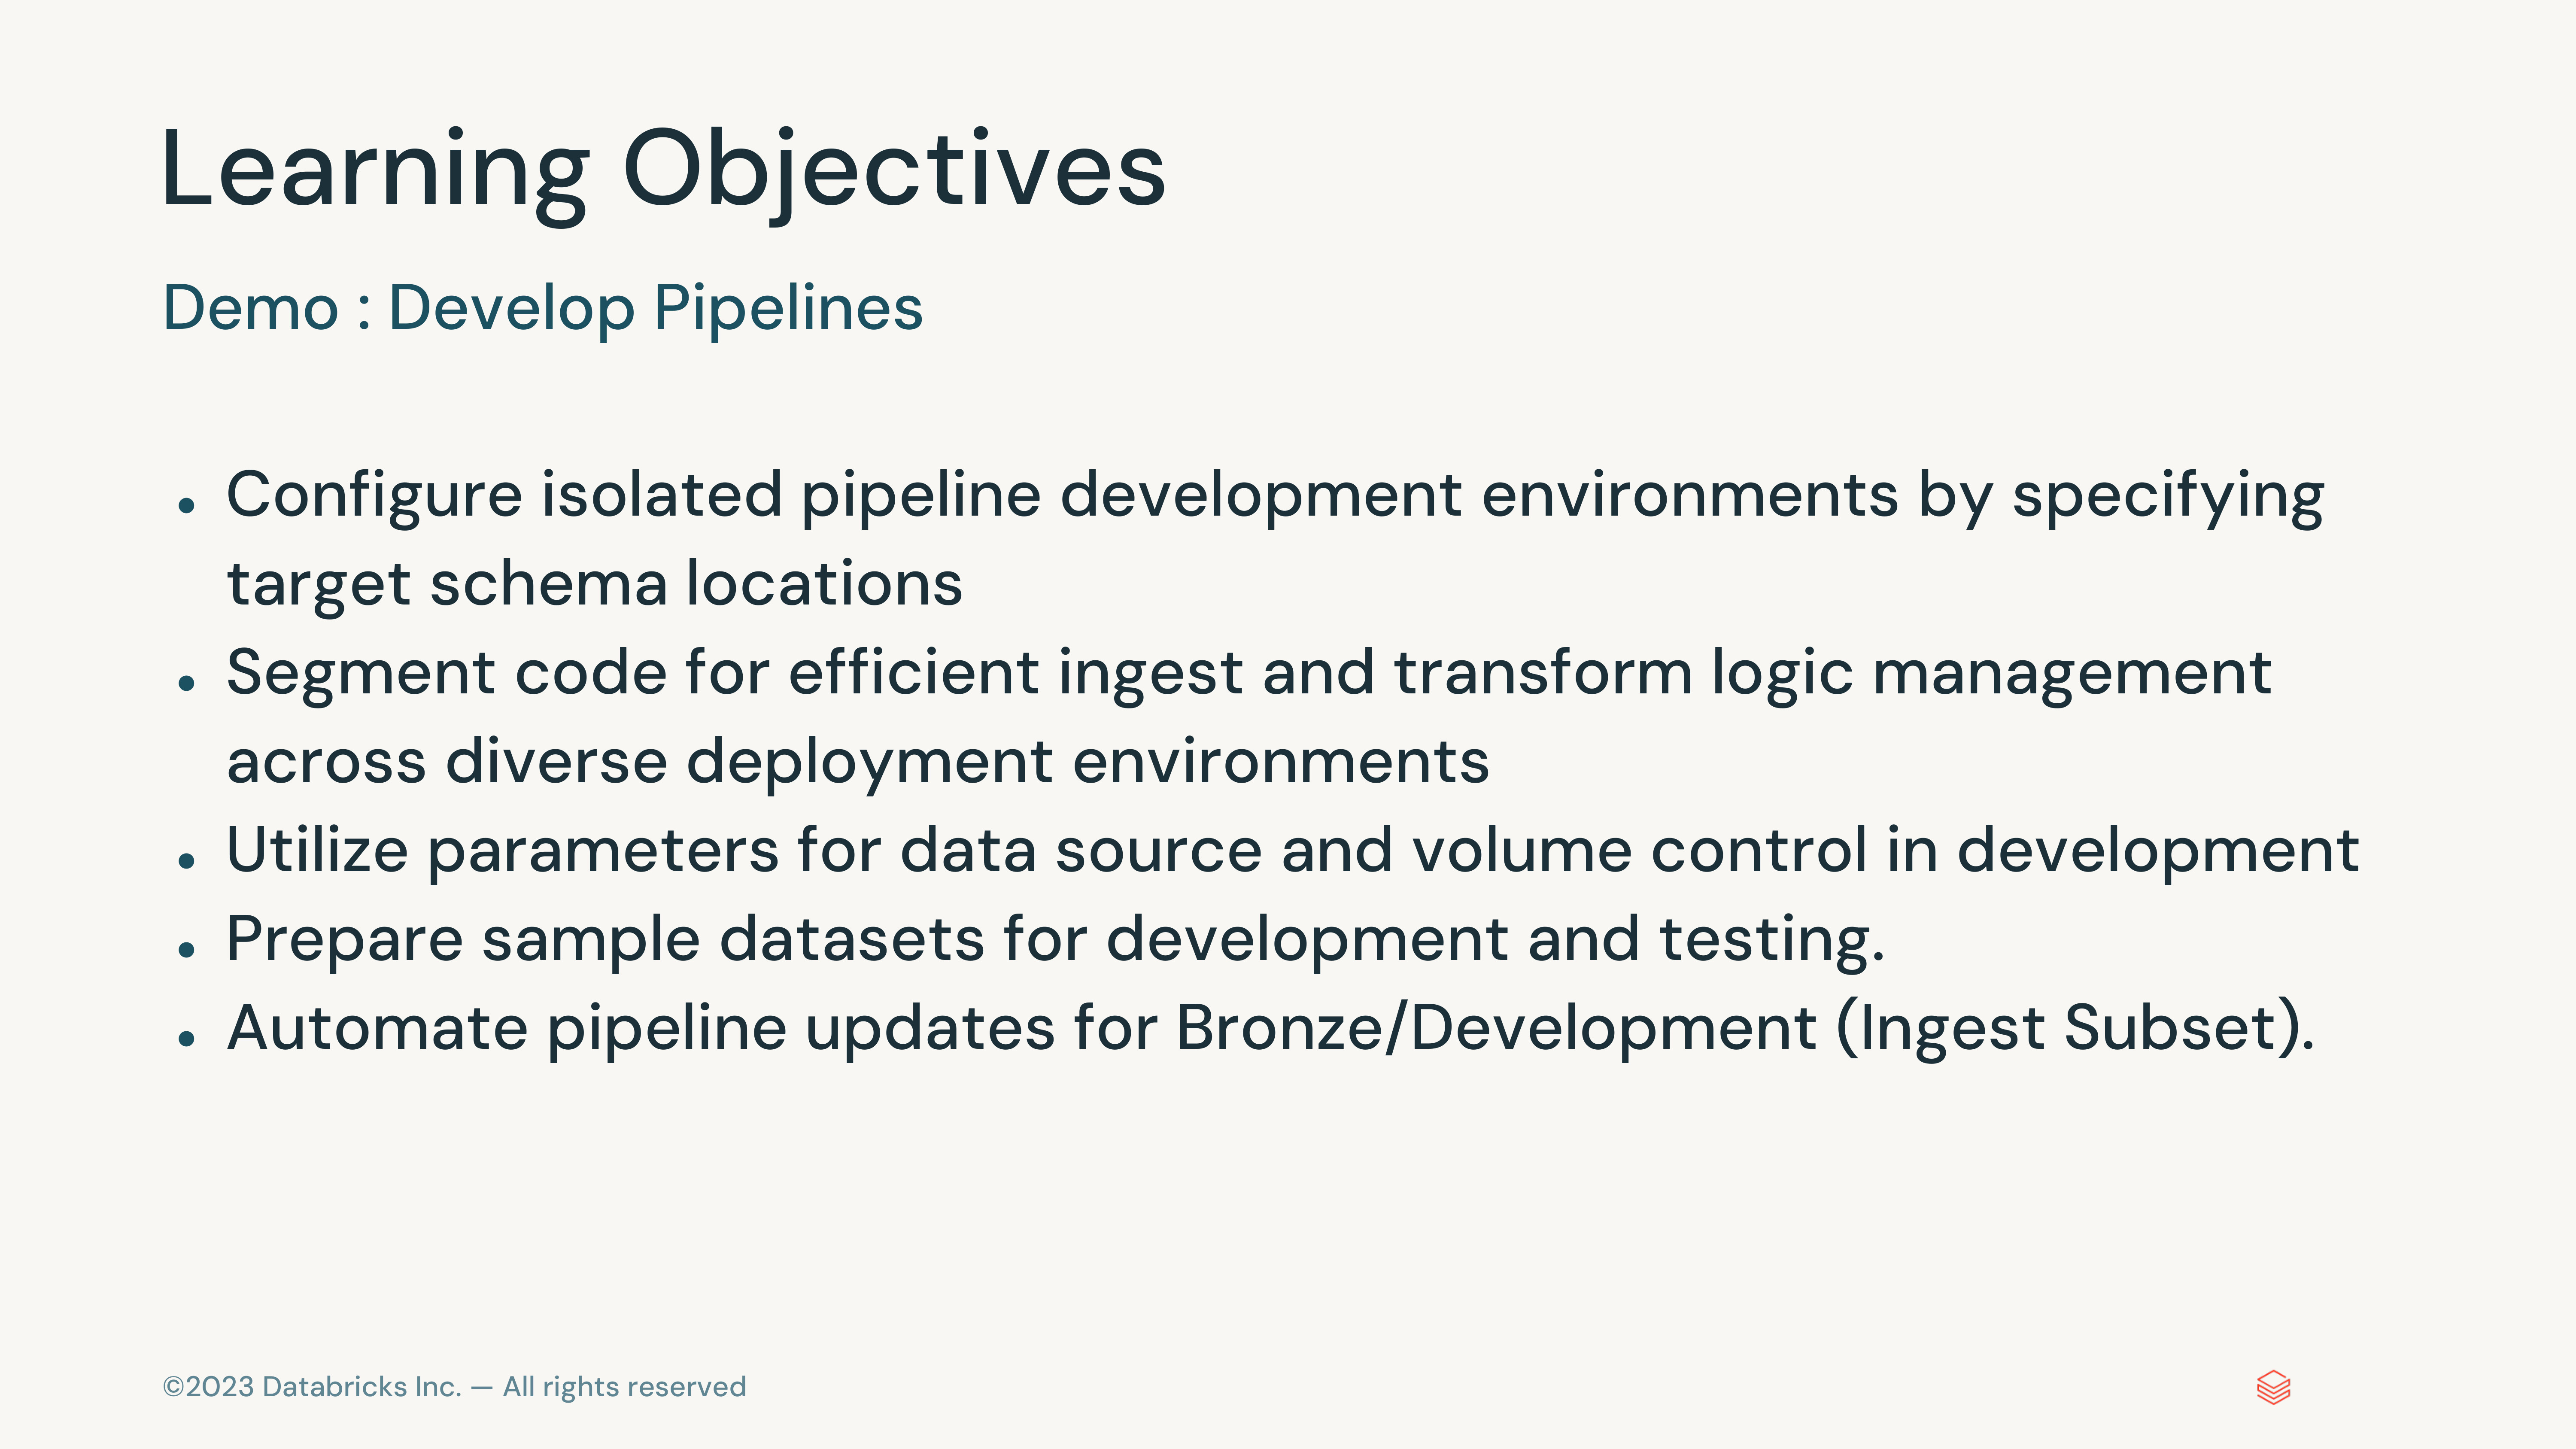 Learning Objectives
Demo : Develop Pipelines
• Configure isolated pipeline development environments by specifying
target schema locations
• Segment code for efficient ingest and transform logic management
across diverse deployment environments
• Utilize parameters for data source and volume control in development
• Prepare sample datasets for development and testing.
• Automate pipeline updates for Bronze/Development (Ingest Subset).
©2023 Databricks Inc. — All rights reserved